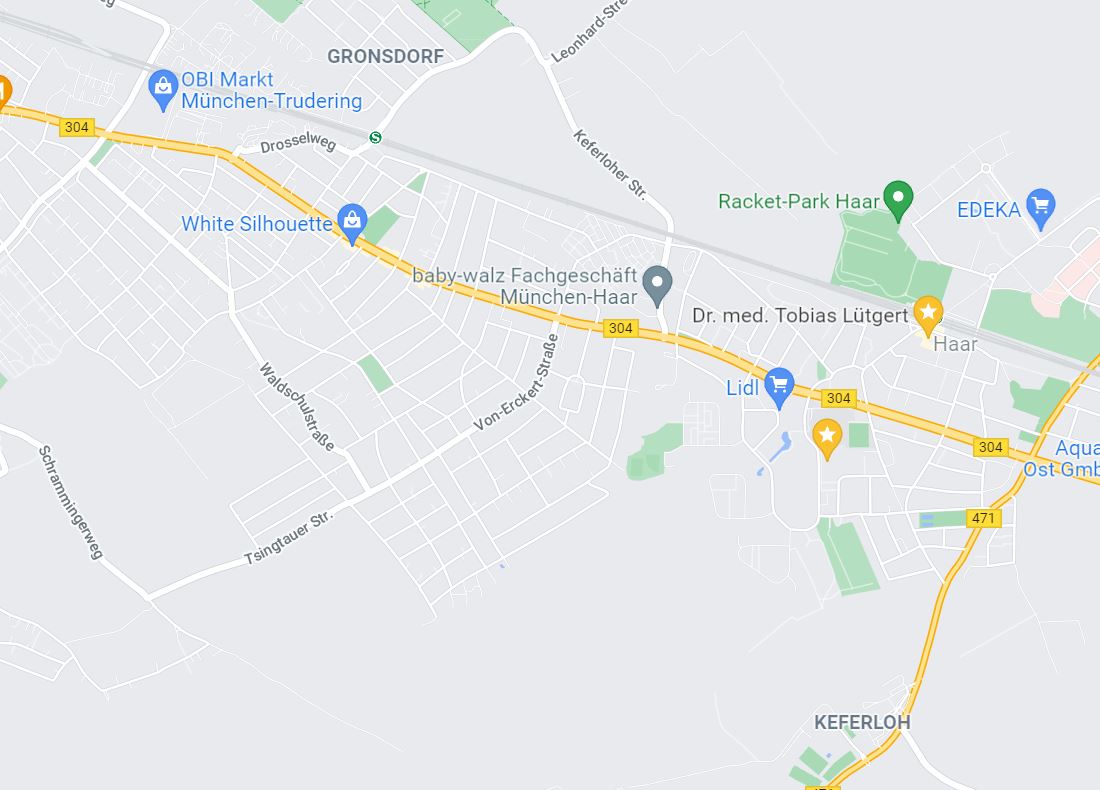 GRONSDORF
Leonhard-Stre
OBI Markt
München-Trudering
304
Drosselweg
S
Keferloher Str.
Racket-Park Haar
EDEKA
White Silhouette
baby-walz Fachgeschäft
München-Haar
Dr. med. Tobias Lütgert
Haar
304
Lidl
304
Von-Erckert-Straße
Waldschulstraße
304
Aqua
Ost Gmb
Schrammingerweg
471
Tsingtauer Str.
KEFERLOH